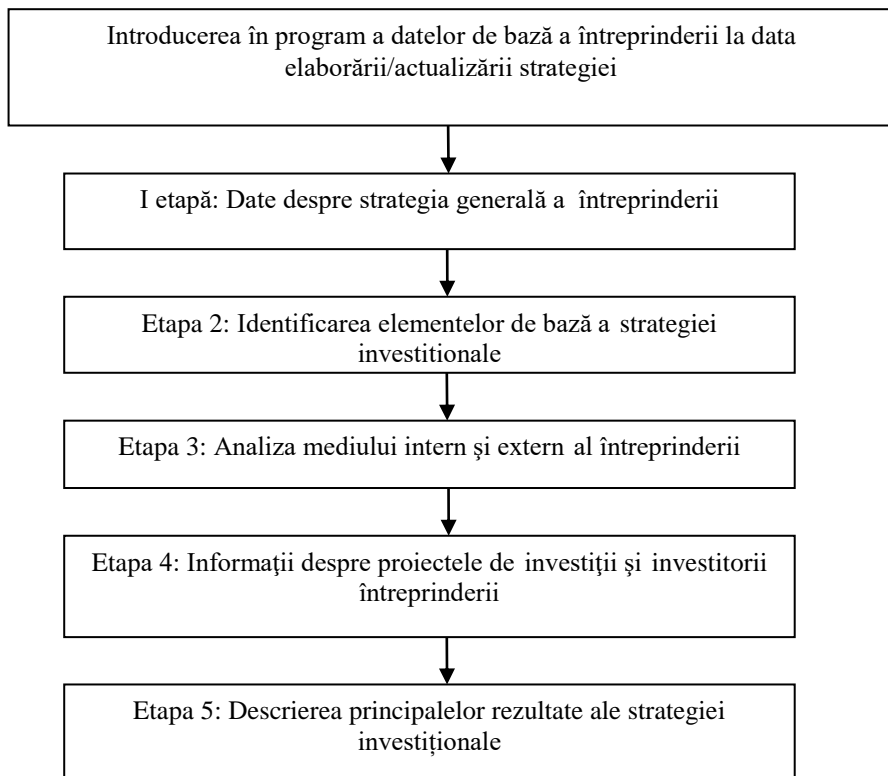 Introducerea în program a datelor de bază a întreprinderii la data
elaborării/actualizării strategiei
I etapă: Date despre strategia generală a întreprinderii
Etapa 2: Identificarea elementelor de bază a strategiei
investitionale
Etapa 3: Analiza mediului intern şi extern al întreprinderii
Etapa 4: Informaţii despre proiectele de investiţii şi investitorii
întreprinderii
Etapa 5: Descrierea principalelor rezultate ale strategiei
investiționale